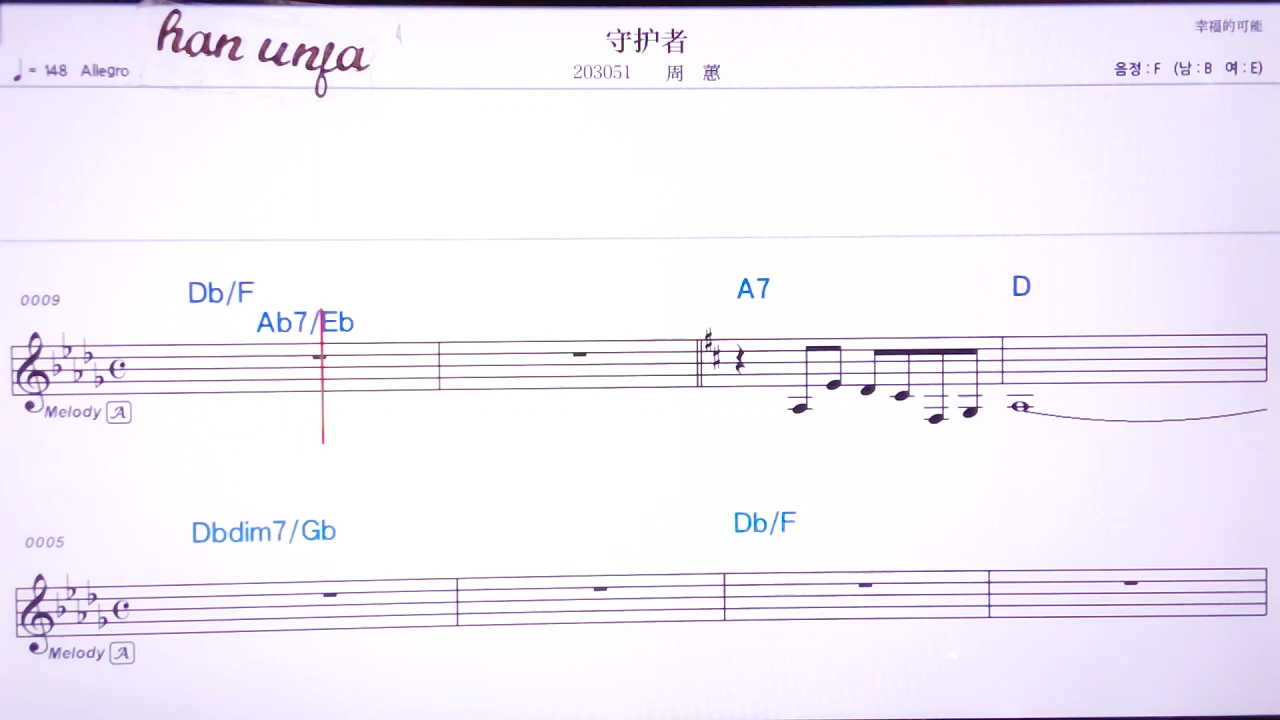 han unfa
守护者
幸福的可能
♩= 148 Allegro
203051 周 蕙
음정 : F (남 : B 여 : E)
0009
Db/F
Ab7/Eb
A7
D
Melody A
0005
Dbdim7/Gb
Db/F
Melody A